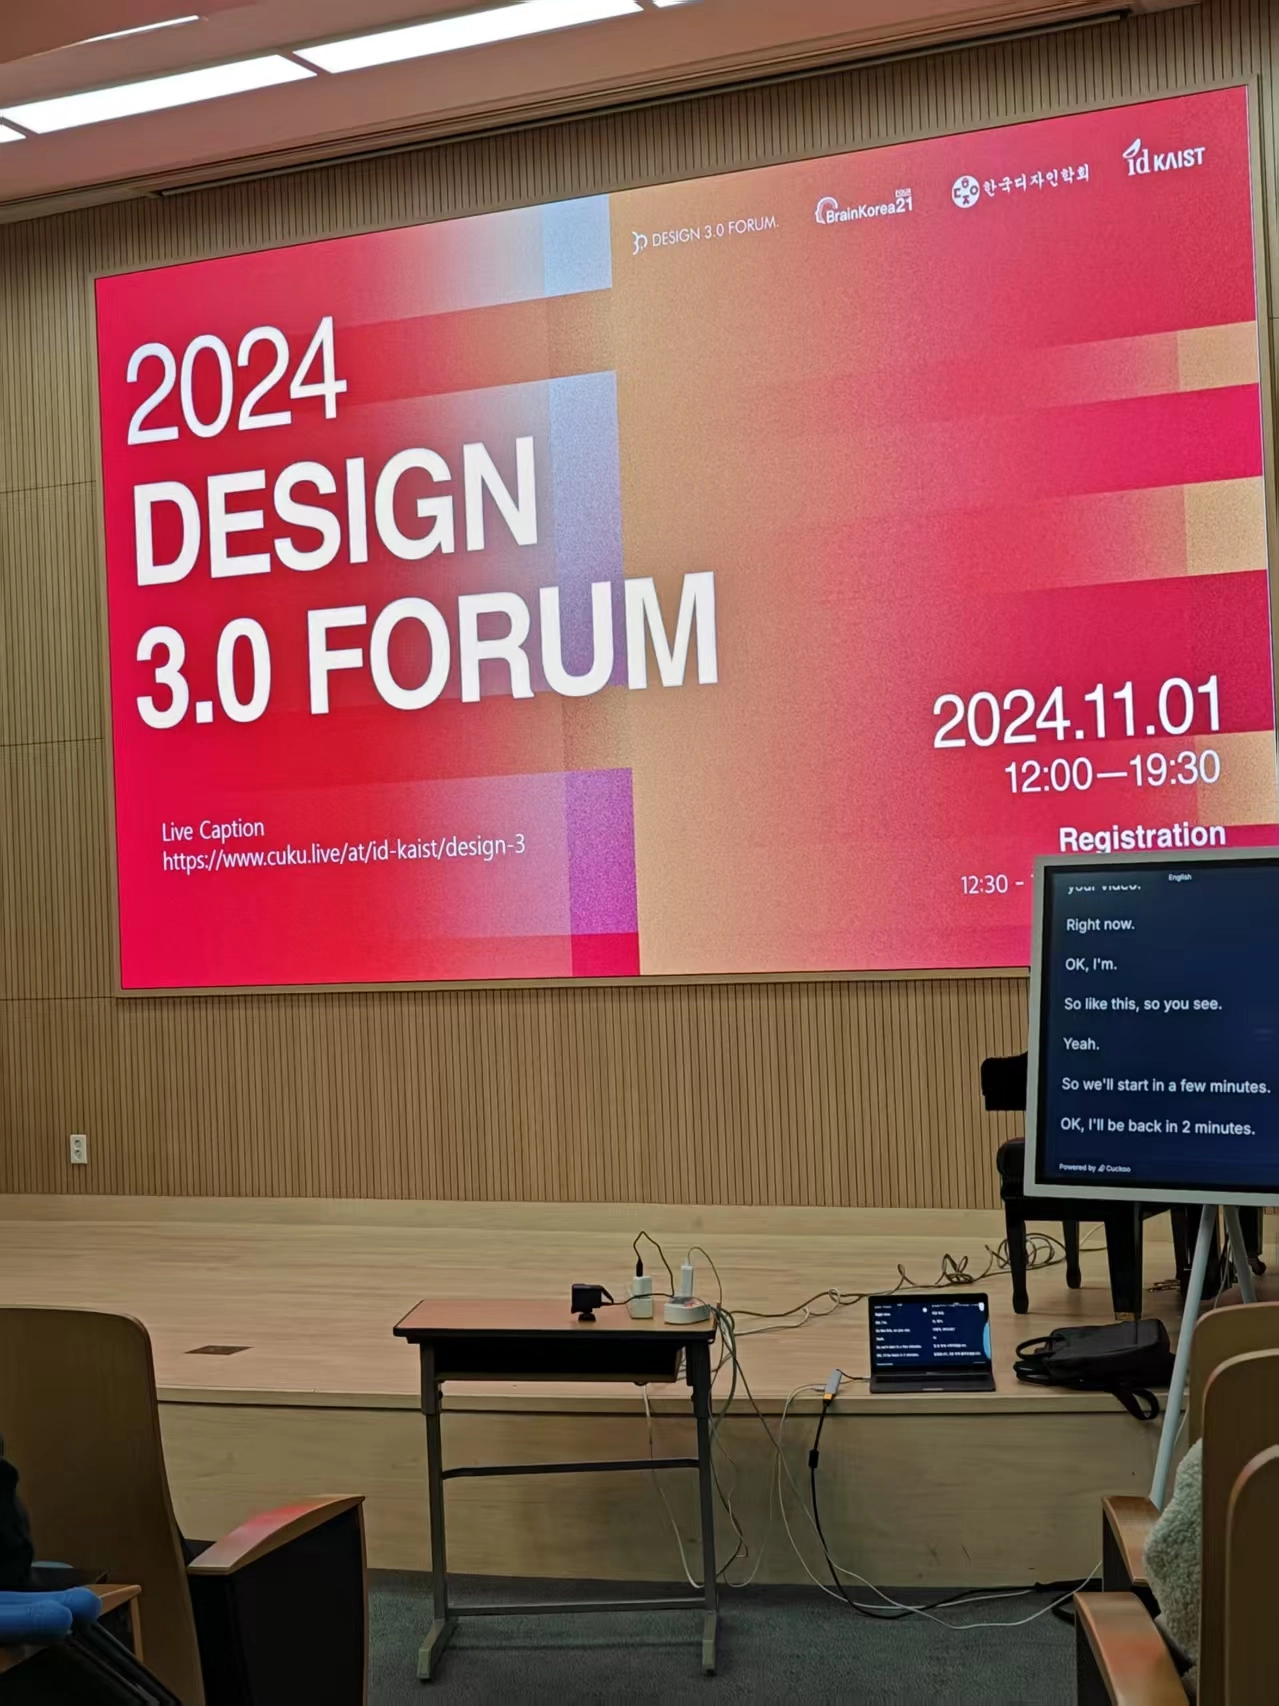 DESIGN 3.0 FORUM.
BrainKorea21
FOUR
한국디자인학회
id KAIST
2024
DESIGN
3.0 FORUM
2024.11.01
12:00—19:30
Live Caption
https://www.cuku.live/at/id-kaist/design-3
Registration
12:30 -
English
your video.
Right now.
OK, I'm.
So like this, so you see.
Yeah.
So we'll start in a few minutes.
OK, I'll be back in 2 minutes.
Powered by Cuckoo